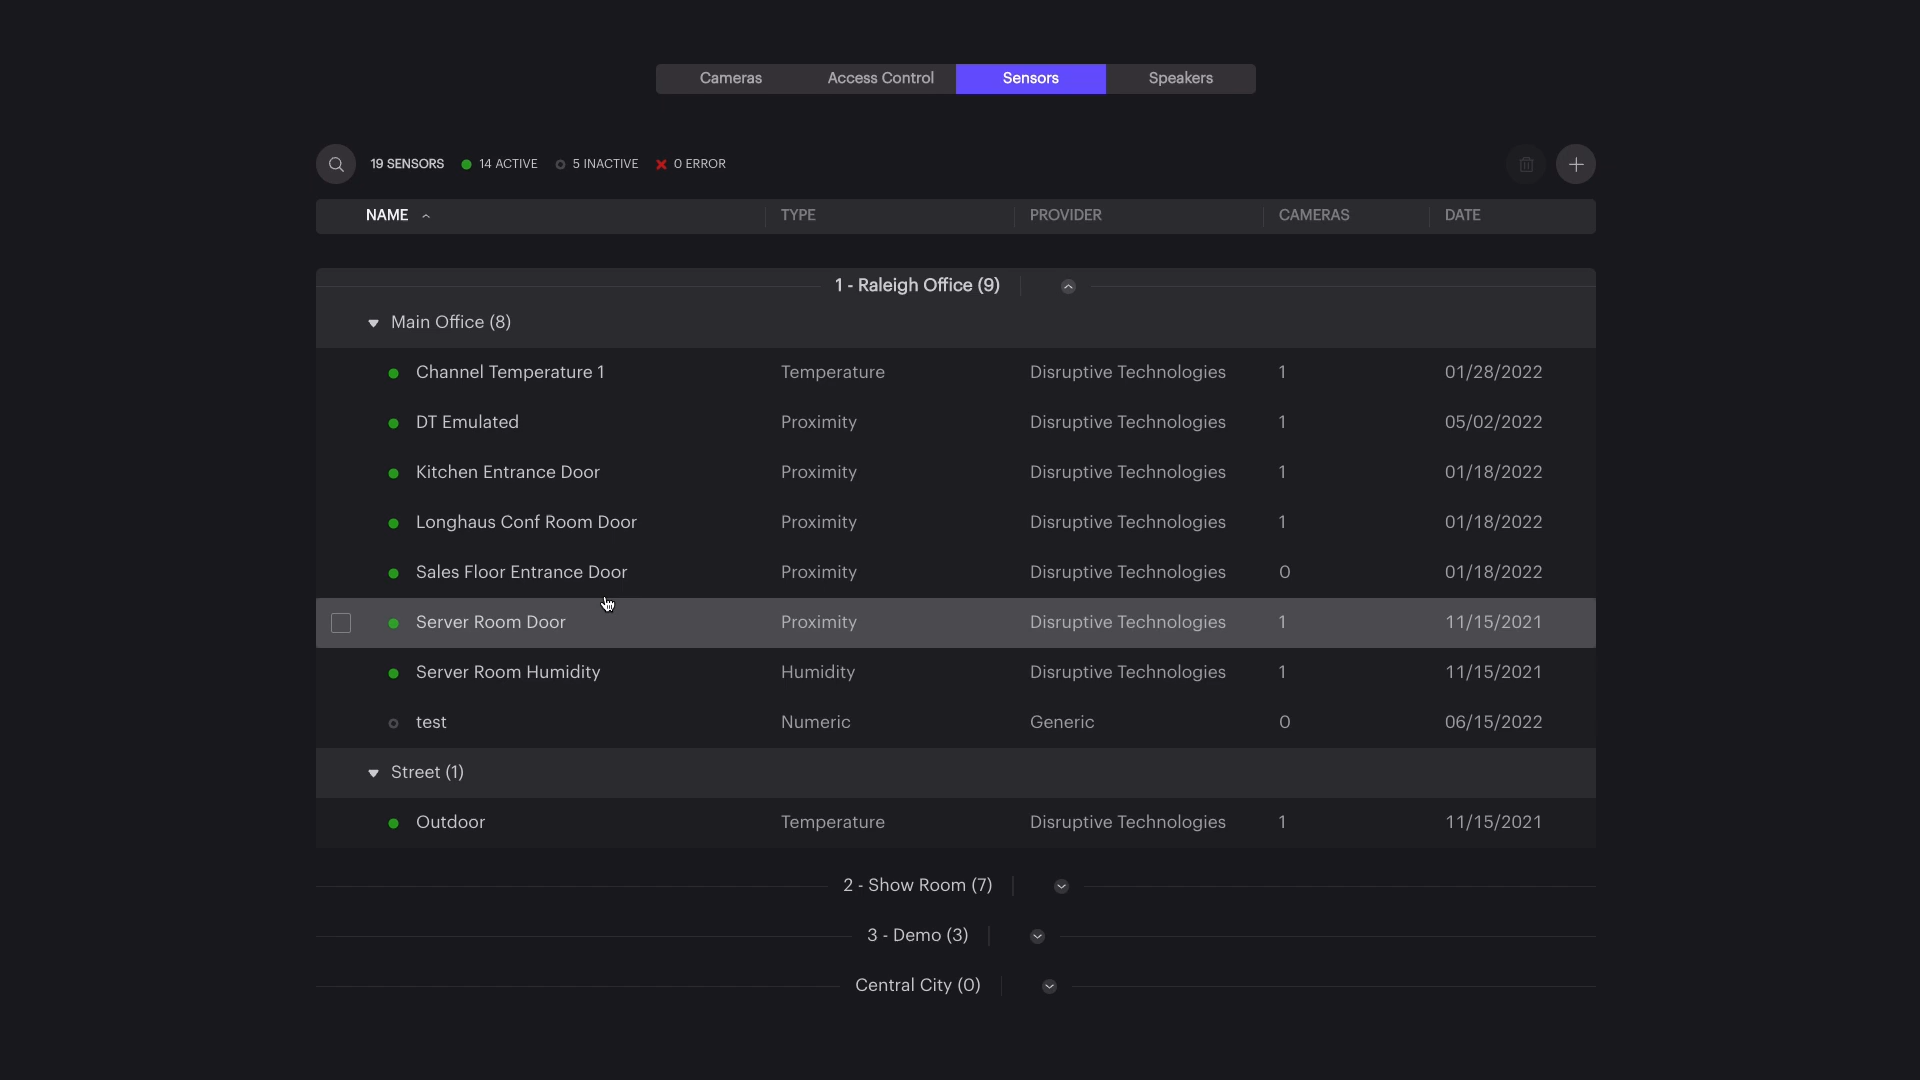 Cameras Access Control Sensors Speakers
19 SENSORS 14 ACTIVE 5 INACTIVE 0 ERROR
NAME TYPE PROVIDER CAMERAS DATE
1 - Raleigh Office (9)
Main Office (8)
Channel Temperature 1 Temperature Disruptive Technologies 1 01/28/2022
DT Emulated Proximity Disruptive Technologies 1 05/02/2022
Kitchen Entrance Door Proximity Disruptive Technologies 1 01/18/2022
Longhaus Conf Room Door Proximity Disruptive Technologies 1 01/18/2022
Sales Floor Entrance Door Proximity Disruptive Technologies 0 01/18/2022
Server Room Door Proximity Disruptive Technologies 1 11/15/2021
Server Room Humidity Humidity Disruptive Technologies 1 11/15/2021
test Numeric Generic 0 06/15/2022
Street (1)
Outdoor Temperature Disruptive Technologies 1 11/15/2021
2 - Show Room (7)
3 - Demo (3)
Central City (0)